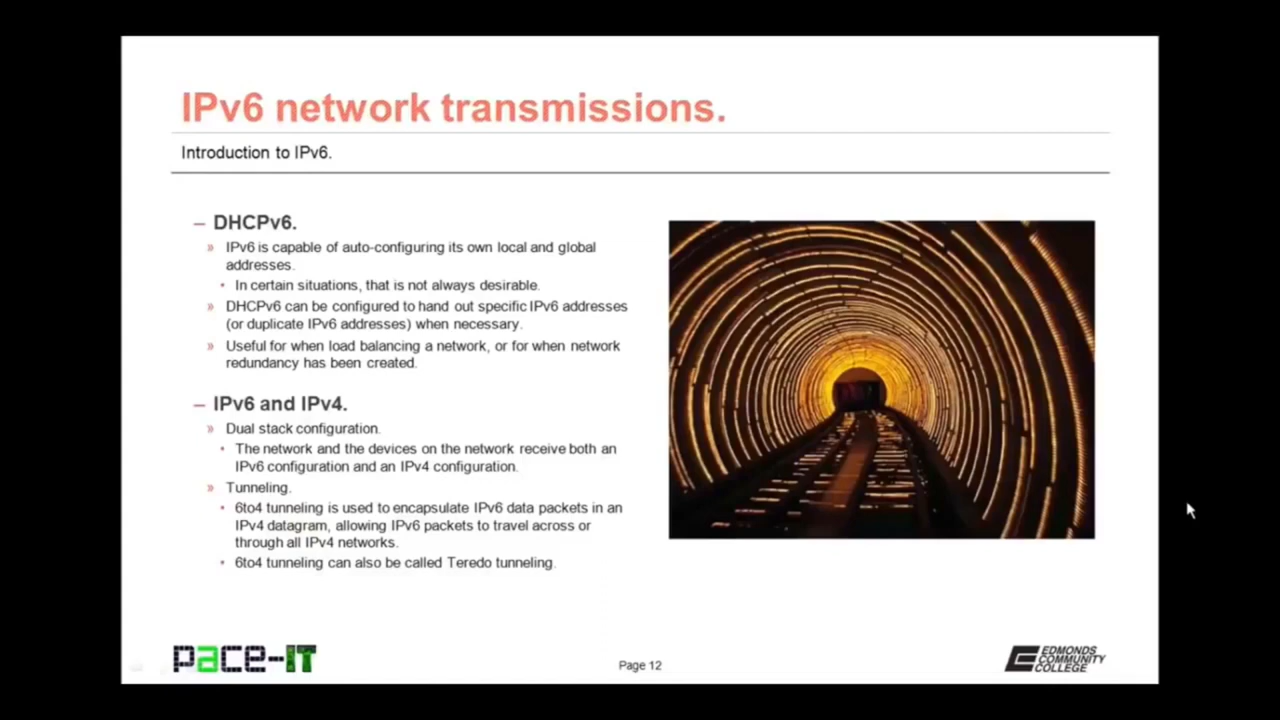 IPv6 network transmissions.
Introduction to IPv6.
– DHCPv6.
» IPv6 is capable of auto-configuring its own local and global
addresses.
• In certain situations, that is not always desirable.
» DHCPv6 can be configured to hand out specific IPv6 addresses
(or duplicate IPv6 addresses) when necessary.
» Useful for when load balancing a network, or for when network
redundancy has been created.
– IPv6 and IPv4.
» Dual stack configuration.
• The network and the devices on the network receive both an
IPv6 configuration and an IPv4 configuration.
» Tunneling.
• 6to4 tunneling is used to encapsulate IPv6 data packets in an
IPv4 datagram, allowing IPv6 packets to travel across or
through all IPv4 networks.
• 6to4 tunneling can also be called Teredo tunneling.
pace-IT
Page 12
EDMONDS
COMMUNITY
COLLEGE